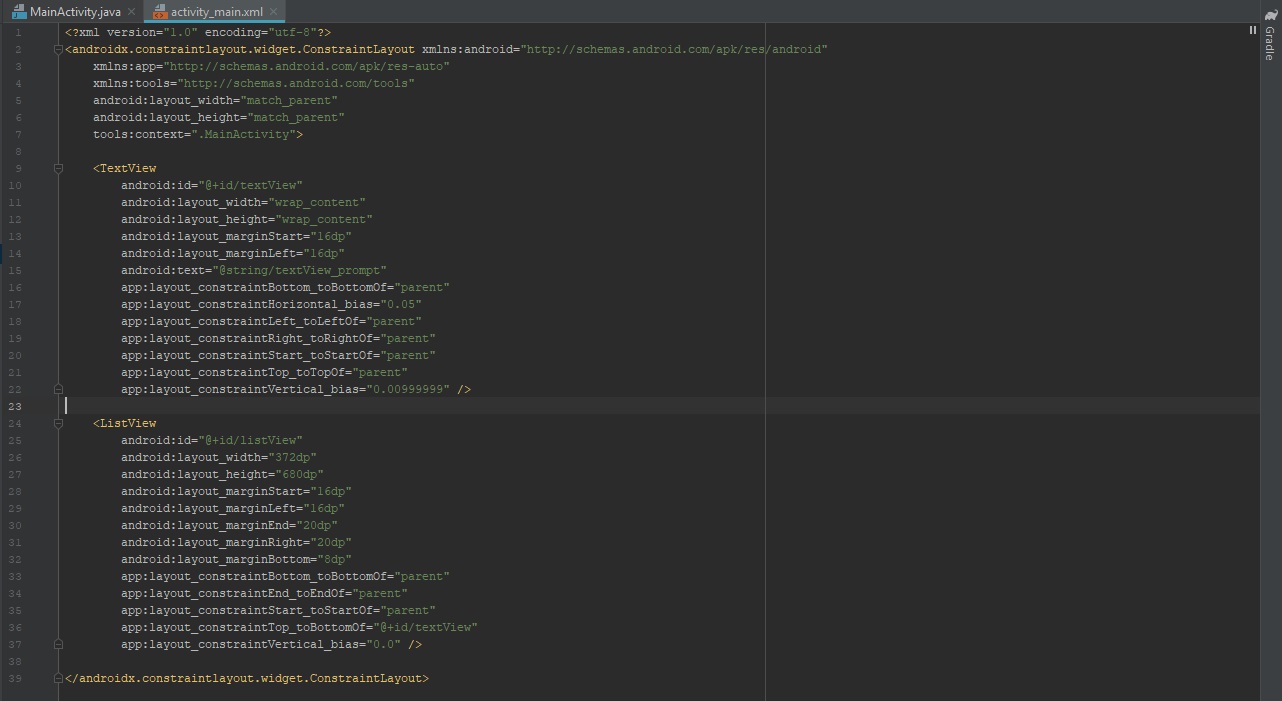 MainActivity.java × activity_main.xml ×
Gradle
1 <?xml version="1.0" encoding="utf-8"?>
2 <androidx.constraintlayout.widget.ConstraintLayout xmlns:android="http://schemas.android.com/apk/res/android"
3 xmlns:app="http://schemas.android.com/apk/res-auto"
4 xmlns:tools="http://schemas.android.com/tools"
5 android:layout_width="match_parent"
6 android:layout_height="match_parent"
7 tools:context=".MainActivity">
8
9 <TextView
10 android:id="@+id/textView"
11 android:layout_width="wrap_content"
12 android:layout_height="wrap_content"
13 android:layout_marginStart="16dp"
14 android:layout_marginLeft="16dp"
15 android:text="@string/textView_prompt"
16 app:layout_constraintBottom_toBottomOf="parent"
17 app:layout_constraintHorizontal_bias="0.05"
18 app:layout_constraintLeft_toLeftOf="parent"
19 app:layout_constraintRight_toRightOf="parent"
20 app:layout_constraintStart_toStartOf="parent"
21 app:layout_constraintTop_toTopOf="parent"
22 app:layout_constraintVertical_bias="0.00999999" />
23
24 <ListView
25 android:id="@+id/listView"
26 android:layout_width="372dp"
27 android:layout_height="680dp"
28 android:layout_marginStart="16dp"
29 android:layout_marginLeft="16dp"
30 android:layout_marginEnd="20dp"
31 android:layout_marginRight="20dp"
32 android:layout_marginBottom="8dp"
33 app:layout_constraintBottom_toBottomOf="parent"
34 app:layout_constraintEnd_toEndOf="parent"
35 app:layout_constraintStart_toStartOf="parent"
36 app:layout_constraintTop_toBottomOf="@+id/textView"
37 app:layout_constraintVertical_bias="0.0" />
38
39 </androidx.constraintlayout.widget.ConstraintLayout>